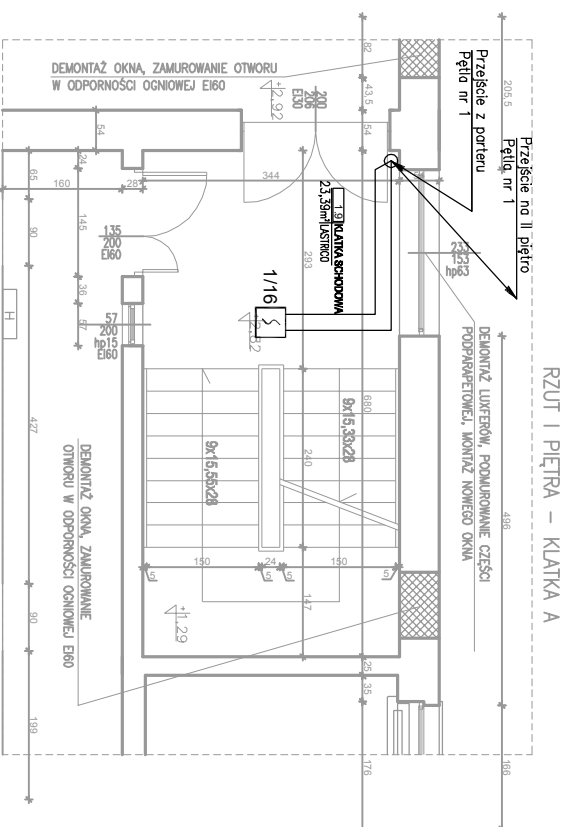 RZUT I PIĘTRA – KLATKA A
205,5
496
166
Przejście na II piętro
Pętla nr 1
Przejście z parteru
Pętla nr 1
DEMONTAŻ LUXFERÓW, PODMUROWANIE CZĘŚCI
PODPARAPETOWEJ, MONTAŻ NOWEGO OKNA
233
153
hp63
DEMONTAŻ OKNA, ZAMUROWANIE OTWORU
W ODPORNOŚCI OGNIOWEJ EI60
82
43,5
54
680
25
35
176
+2,92
200
206
EI30
344
293
240
147
1.9 KLATKA SCHODOWA
23,39m² LASTRICO
1/16
+2,82
9x15,33x28
9x15,55x28
150
24
150
5
5
5
5
+1,29
54
24
28
160
65
90
145
36
57
135
200
EI60
57
200
hp15
EI60
H
427
90
199
DEMONTAŻ OKNA, ZAMUROWANIE
OTWORU W ODPORNOŚCI OGNIOWEJ EI60